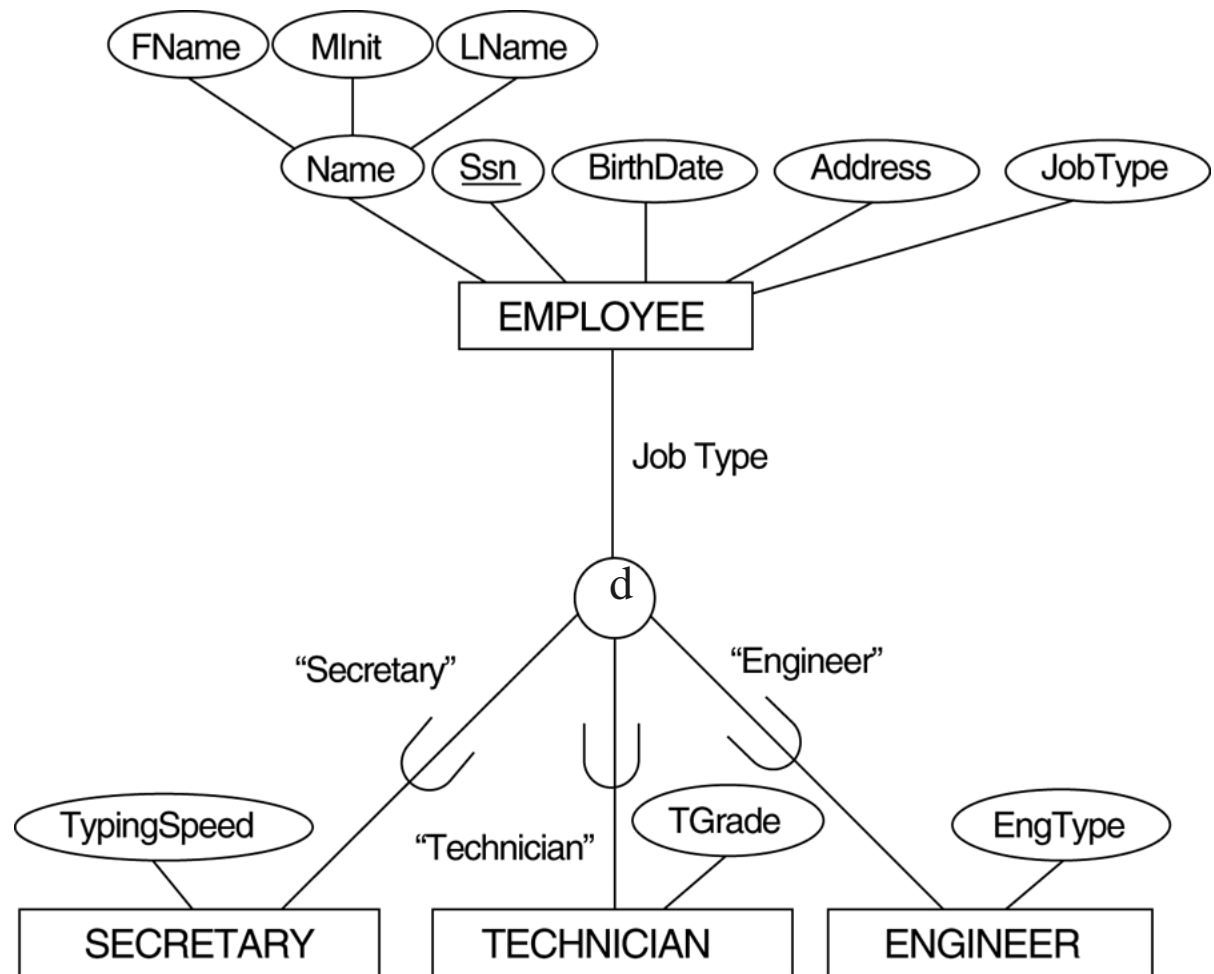 FName MInit LName
Name Ssn BirthDate Address JobType
EMPLOYEE
Job Type
d
“Secretary” “Engineer”
TypingSpeed “Technician” TGrade EngType
SECRETARY TECHNICIAN ENGINEER